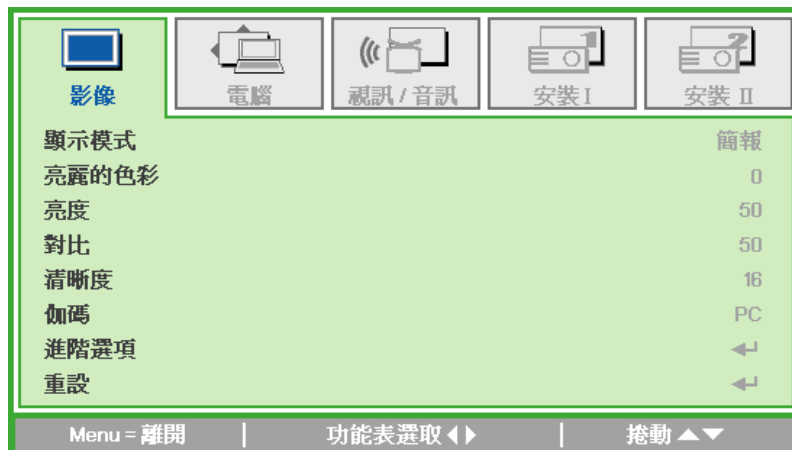 影像 電腦 視訊 / 音訊 安裝 I 安裝 II
顯示模式 簡報
亮麗的色彩 0
亮度 50
對比 50
清晰度 16
伽碼 PC
進階選項
重設
Menu = 離開 功能表選取 捲動